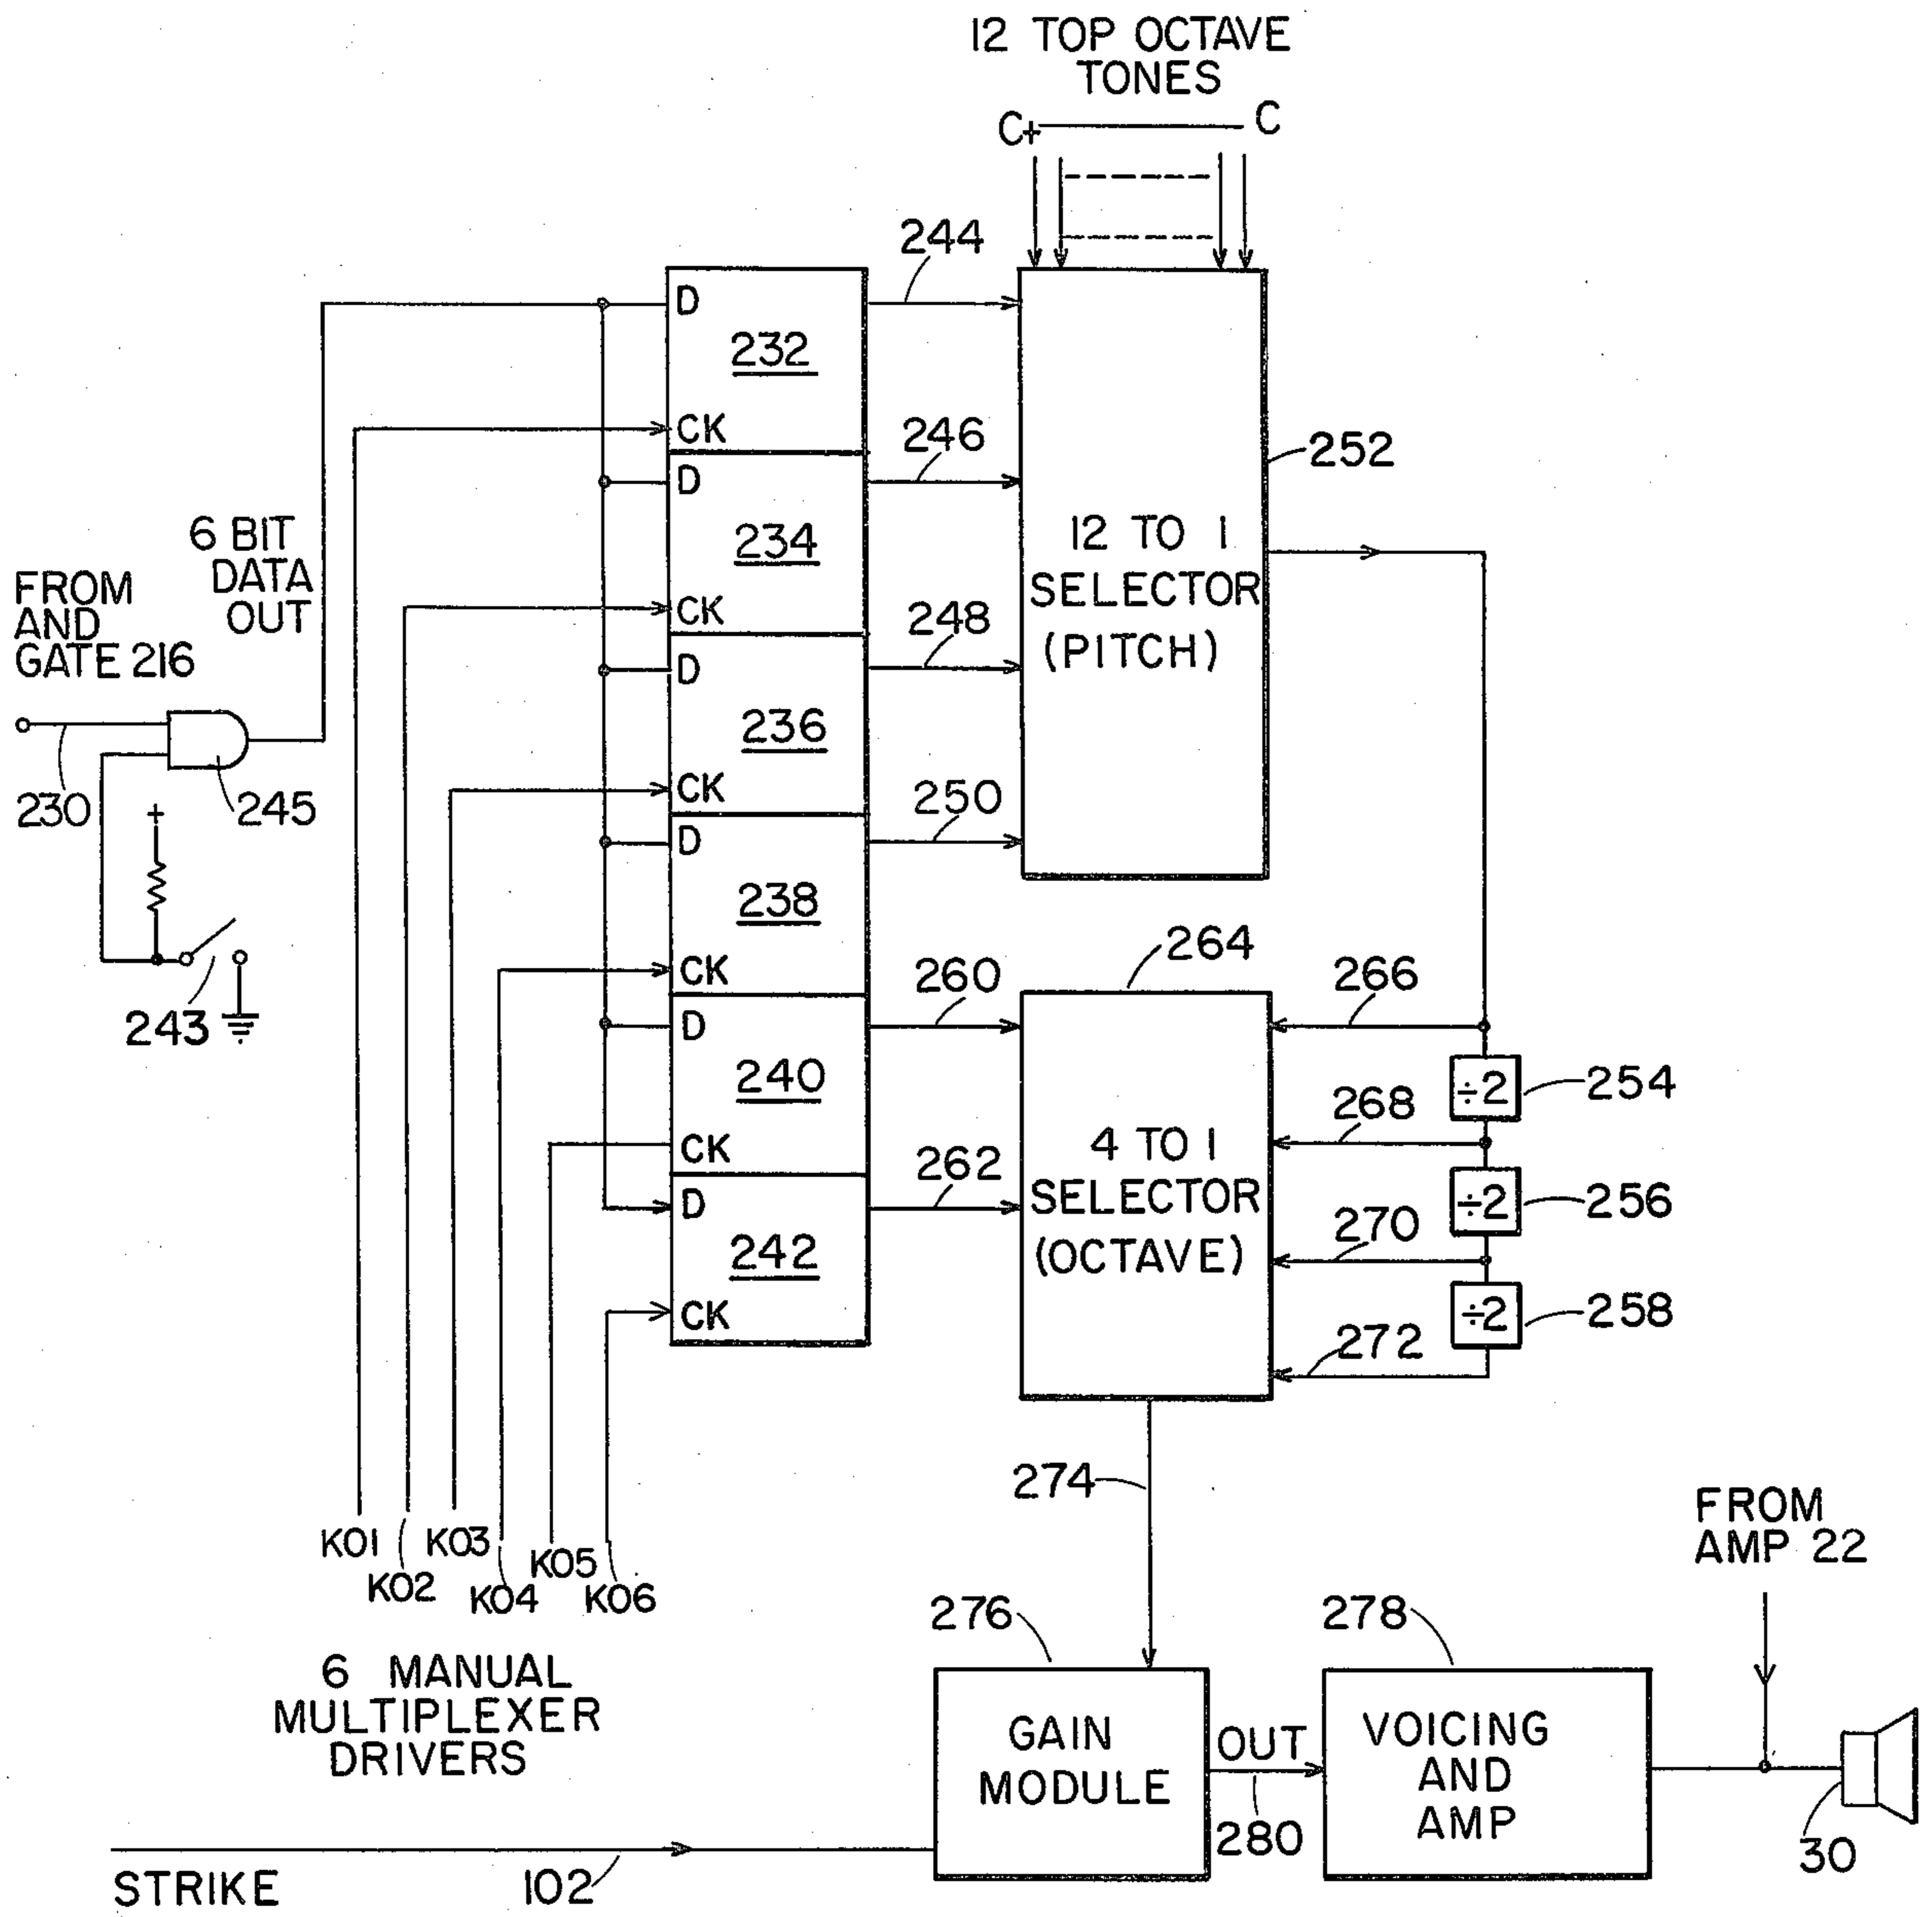 12 TOP OCTAVE
TONES
C+
C
244
D
232
CK
246
252
D
234
CK
6 BIT
DATA
OUT
12 TO 1
SELECTOR
(PITCH)
FROM
AND
GATE 216
248
D
236
CK
230
245
+
250
D
238
CK
243
264
260
266
D
240
CK
÷2
254
268
4 TO 1
SELECTOR
(OCTAVE)
262
D
242
CK
÷2
256
270
÷2
258
272
274
FROM
AMP 22
K01
K02
K03
K04
K05
K06
276
278
6 MANUAL
MULTIPLEXER
DRIVERS
GAIN
MODULE
OUT
280
VOICING
AND
AMP
30
STRIKE
102